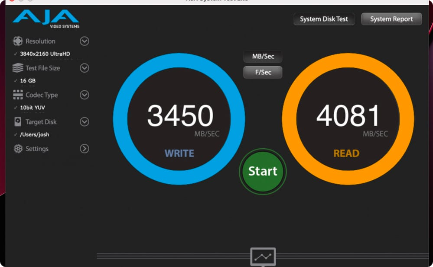 AJA
VIDEO SYSTEMS
System Disk Test
System Report
Resolution
3840x2160 UltraHD
Test File Size
16 GB
Codec Type
10bit YUV
Target Disk
/Users/josh
Settings
MB/Sec
F/Sec
3450
MB/SEC
WRITE
4081
MB/SEC
READ
Start